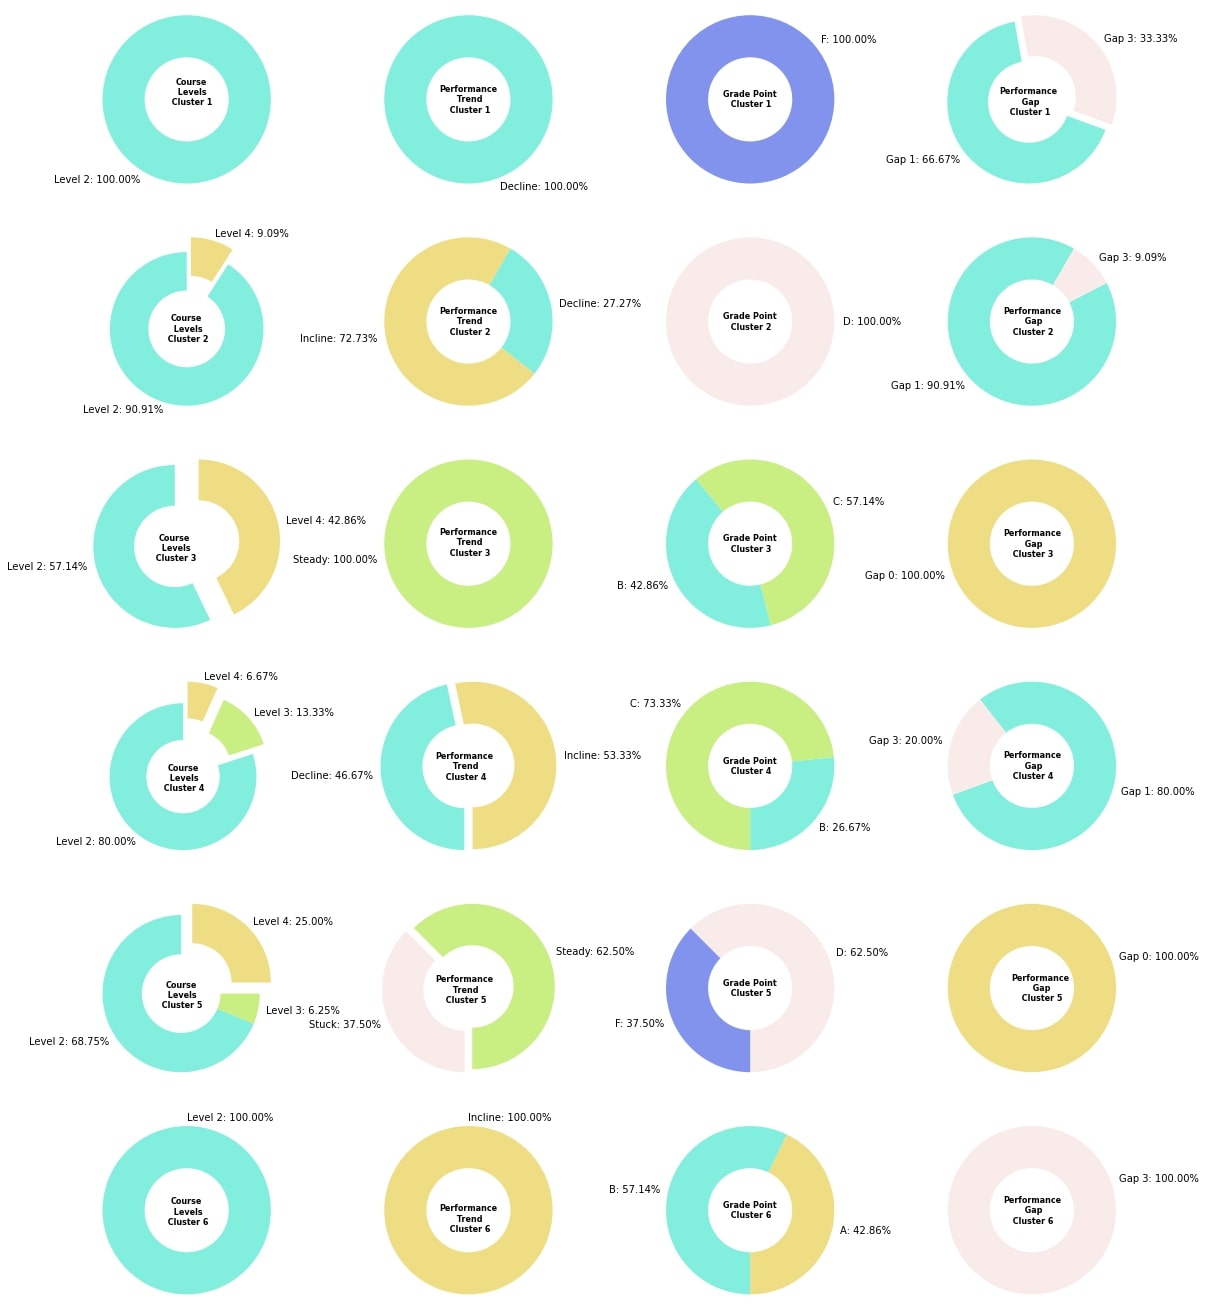 Course
Levels
Cluster 1
Level 2: 100.00%
Performance
Trend
Cluster 1
Decline: 100.00%
Grade Point
Cluster 1
F: 100.00%
Performance
Gap
Cluster 1
Gap 3: 33.33%
Gap 1: 66.67%
Course
Levels
Cluster 2
Level 4: 9.09%
Level 2: 90.91%
Performance
Trend
Cluster 2
Decline: 27.27%
Incline: 72.73%
Grade Point
Cluster 2
D: 100.00%
Performance
Gap
Cluster 2
Gap 3: 9.09%
Gap 1: 90.91%
Course
Levels
Cluster 3
Level 4: 42.86%
Level 2: 57.14%
Performance
Trend
Cluster 3
Steady: 100.00%
Grade Point
Cluster 3
C: 57.14%
B: 42.86%
Performance
Gap
Cluster 3
Gap 0: 100.00%
Course
Levels
Cluster 4
Level 4: 6.67%
Level 3: 13.33%
Level 2: 80.00%
Performance
Trend
Cluster 4
Incline: 53.33%
Decline: 46.67%
Grade Point
Cluster 4
C: 73.33%
B: 26.67%
Performance
Gap
Cluster 4
Gap 3: 20.00%
Gap 1: 80.00%
Course
Levels
Cluster 5
Level 4: 25.00%
Level 3: 6.25%
Level 2: 68.75%
Performance
Trend
Cluster 5
Steady: 62.50%
Stuck: 37.50%
Grade Point
Cluster 5
D: 62.50%
F: 37.50%
Performance
Gap
Cluster 5
Gap 0: 100.00%
Course
Levels
Cluster 6
Level 2: 100.00%
Performance
Trend
Cluster 6
Incline: 100.00%
Grade Point
Cluster 6
B: 57.14%
A: 42.86%
Performance
Gap
Cluster 6
Gap 3: 100.00%